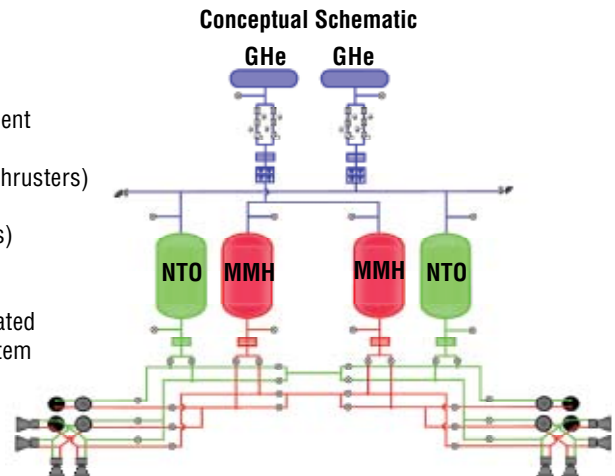 Conceptual Schematic
GHe GHe
ent
hrusters)
s)
ated
tem
NTO MMH MMH NTO